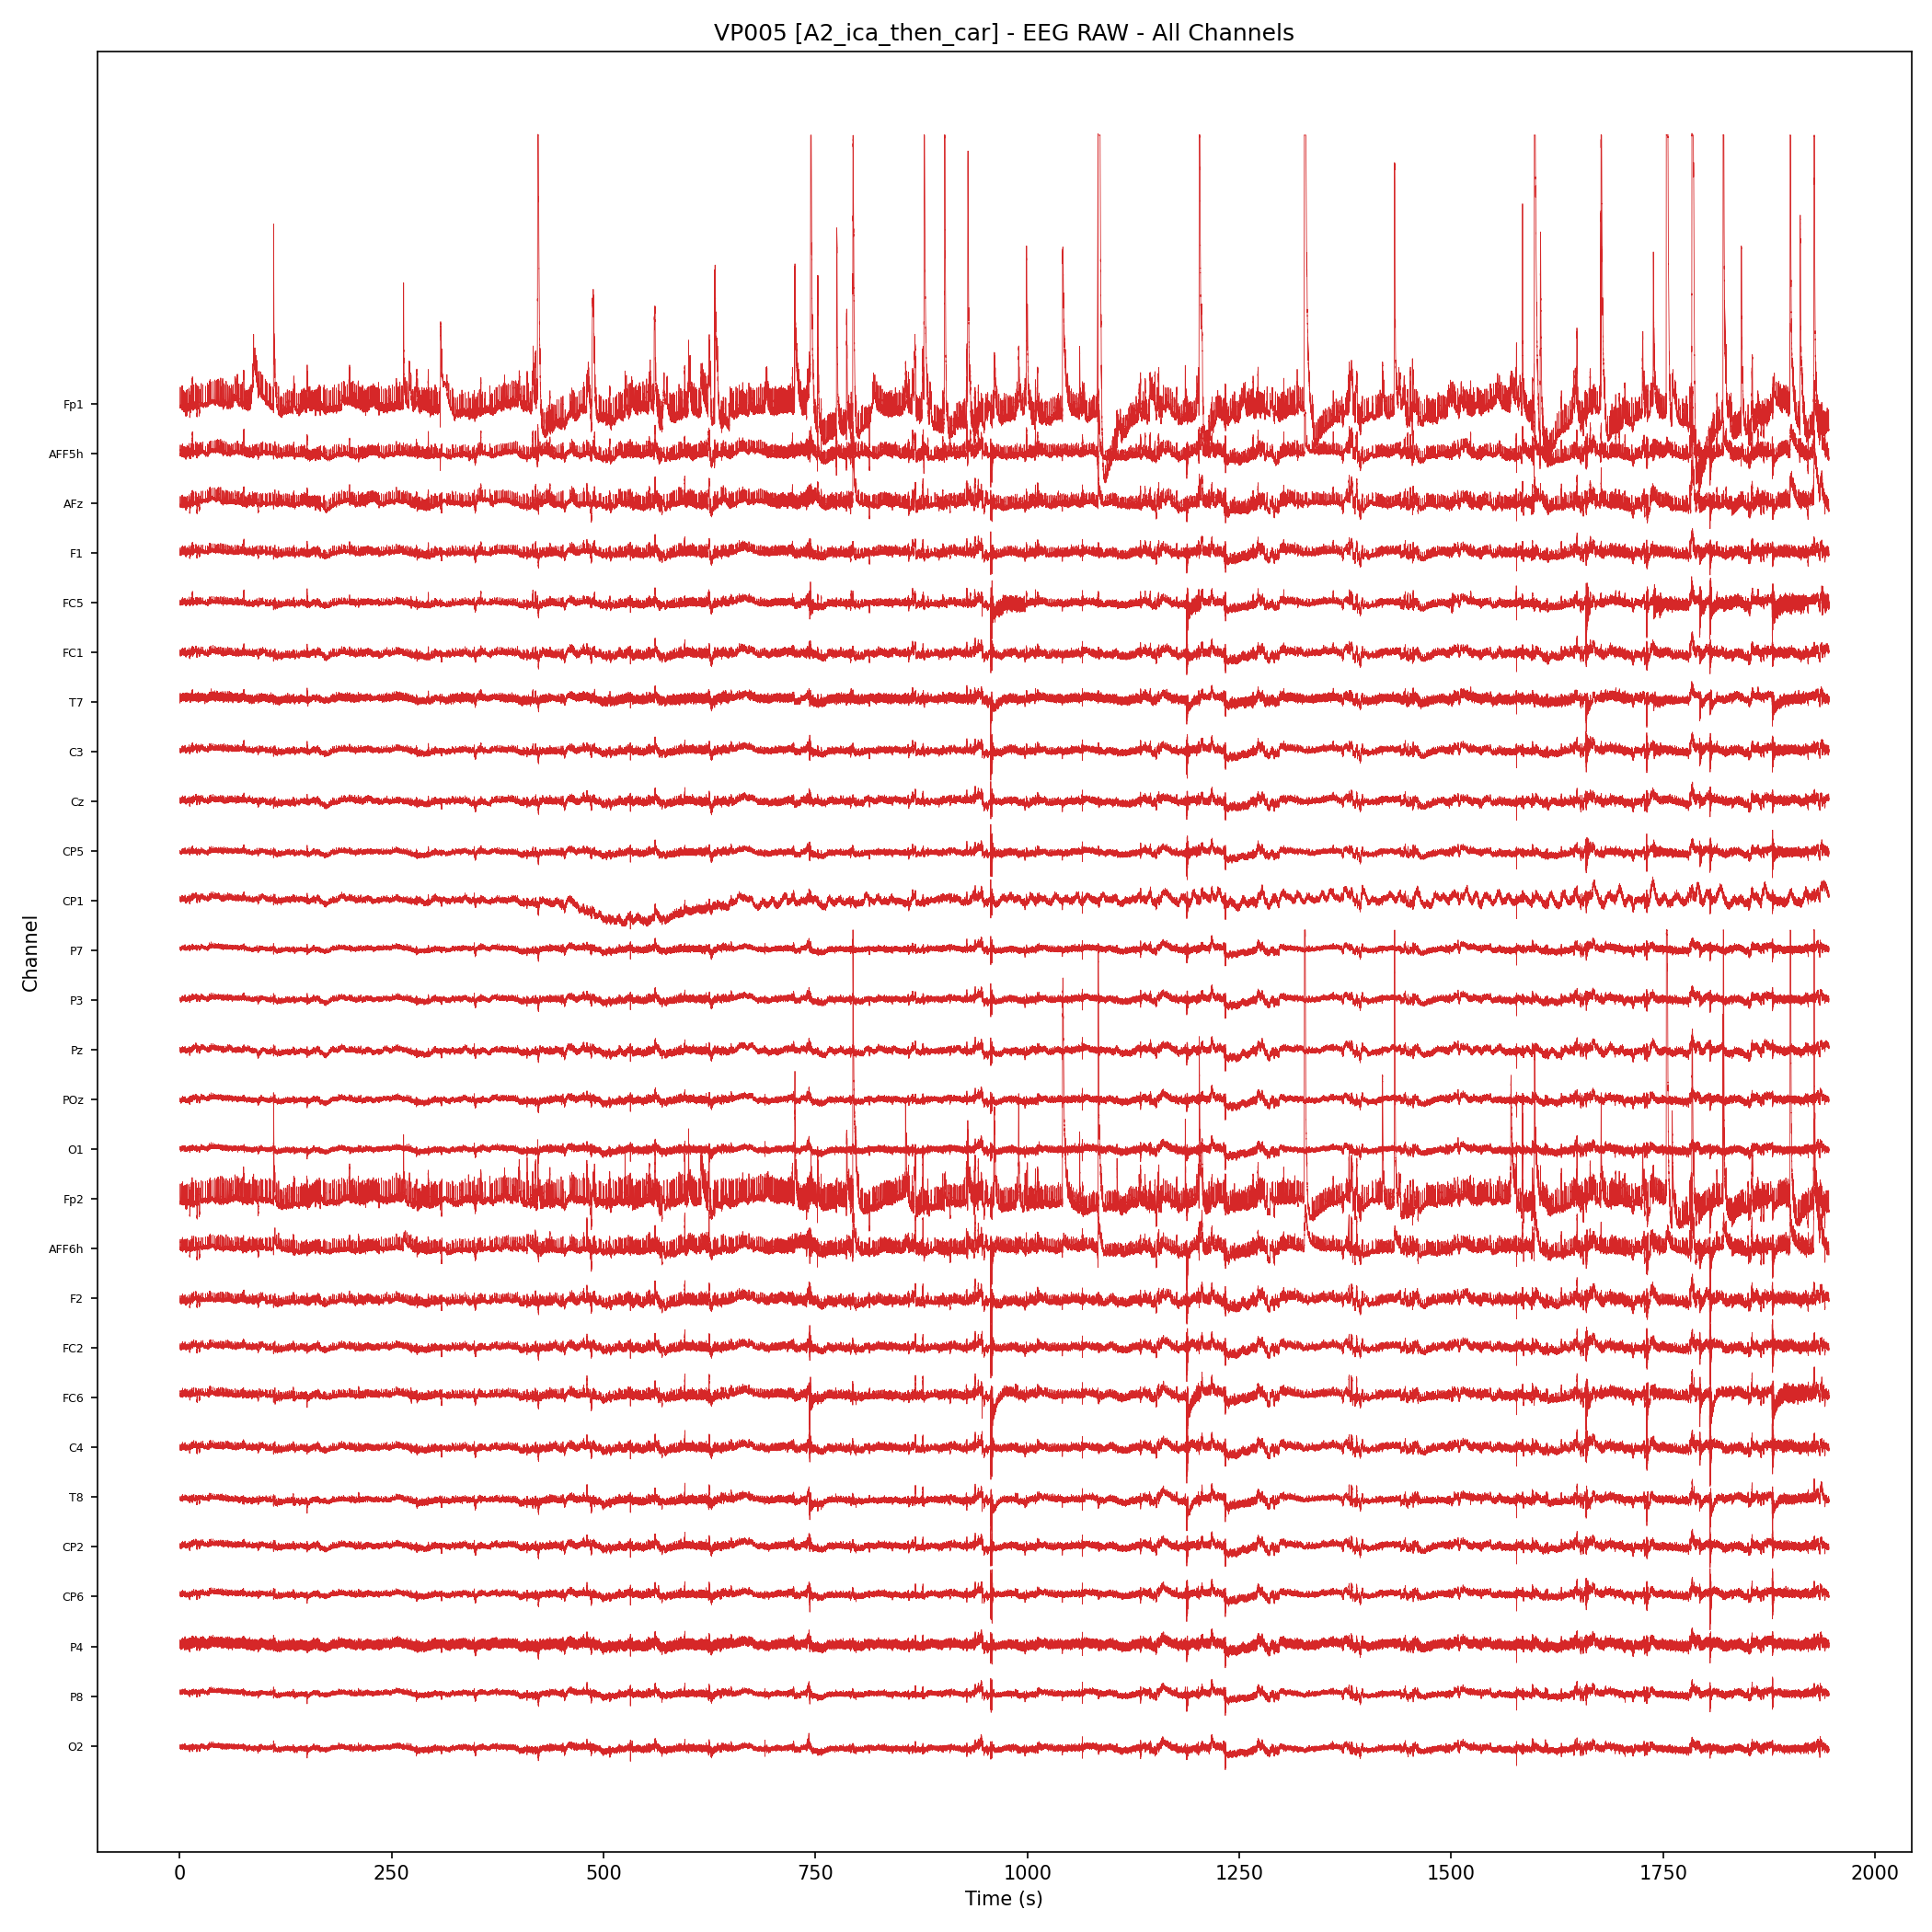 VP005 [A2_ica_then_car] - EEG RAW - All Channels
Channel
Fp1
AFF5h
AFz
F1
FC5
FC1
T7
C3
Cz
CP5
CP1
P7
P3
Pz
POz
O1
Fp2
AFF6h
F2
FC2
FC6
C4
T8
CP2
CP6
P4
P8
O2
0 250 500 750 1000 1250 1500 1750 2000
Time (s)